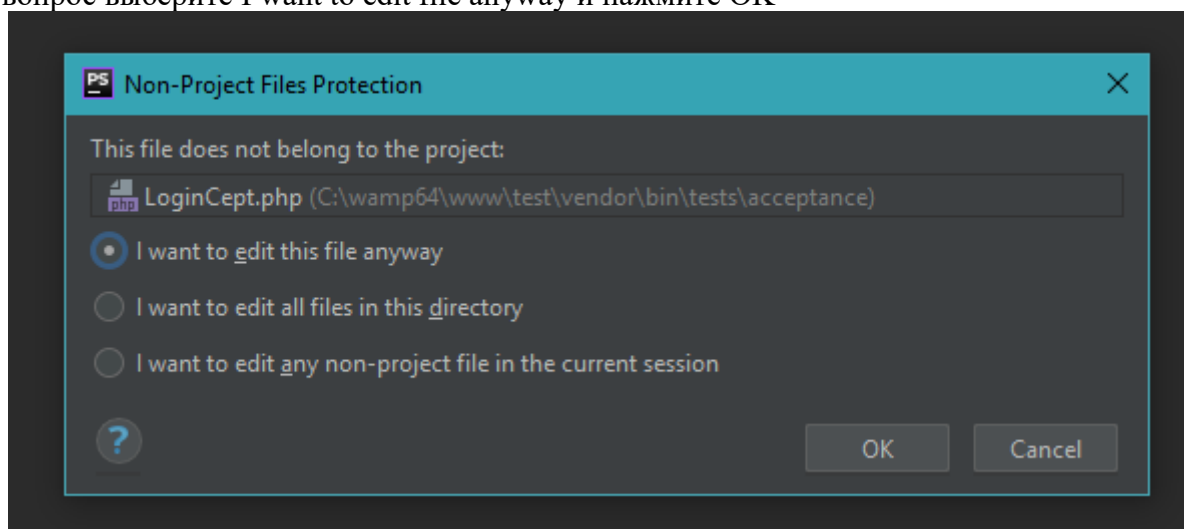 вопрос выберите I want to edit file anyway и нажмите OK
PS Non-Project Files Protection
This file does not belong to the project:
php LoginCept.php (C:\wamp64\www\test\vendor\bin\tests\acceptance)
I want to edit this file anyway
I want to edit all files in this directory
I want to edit any non-project file in the current session
?
OK Cancel